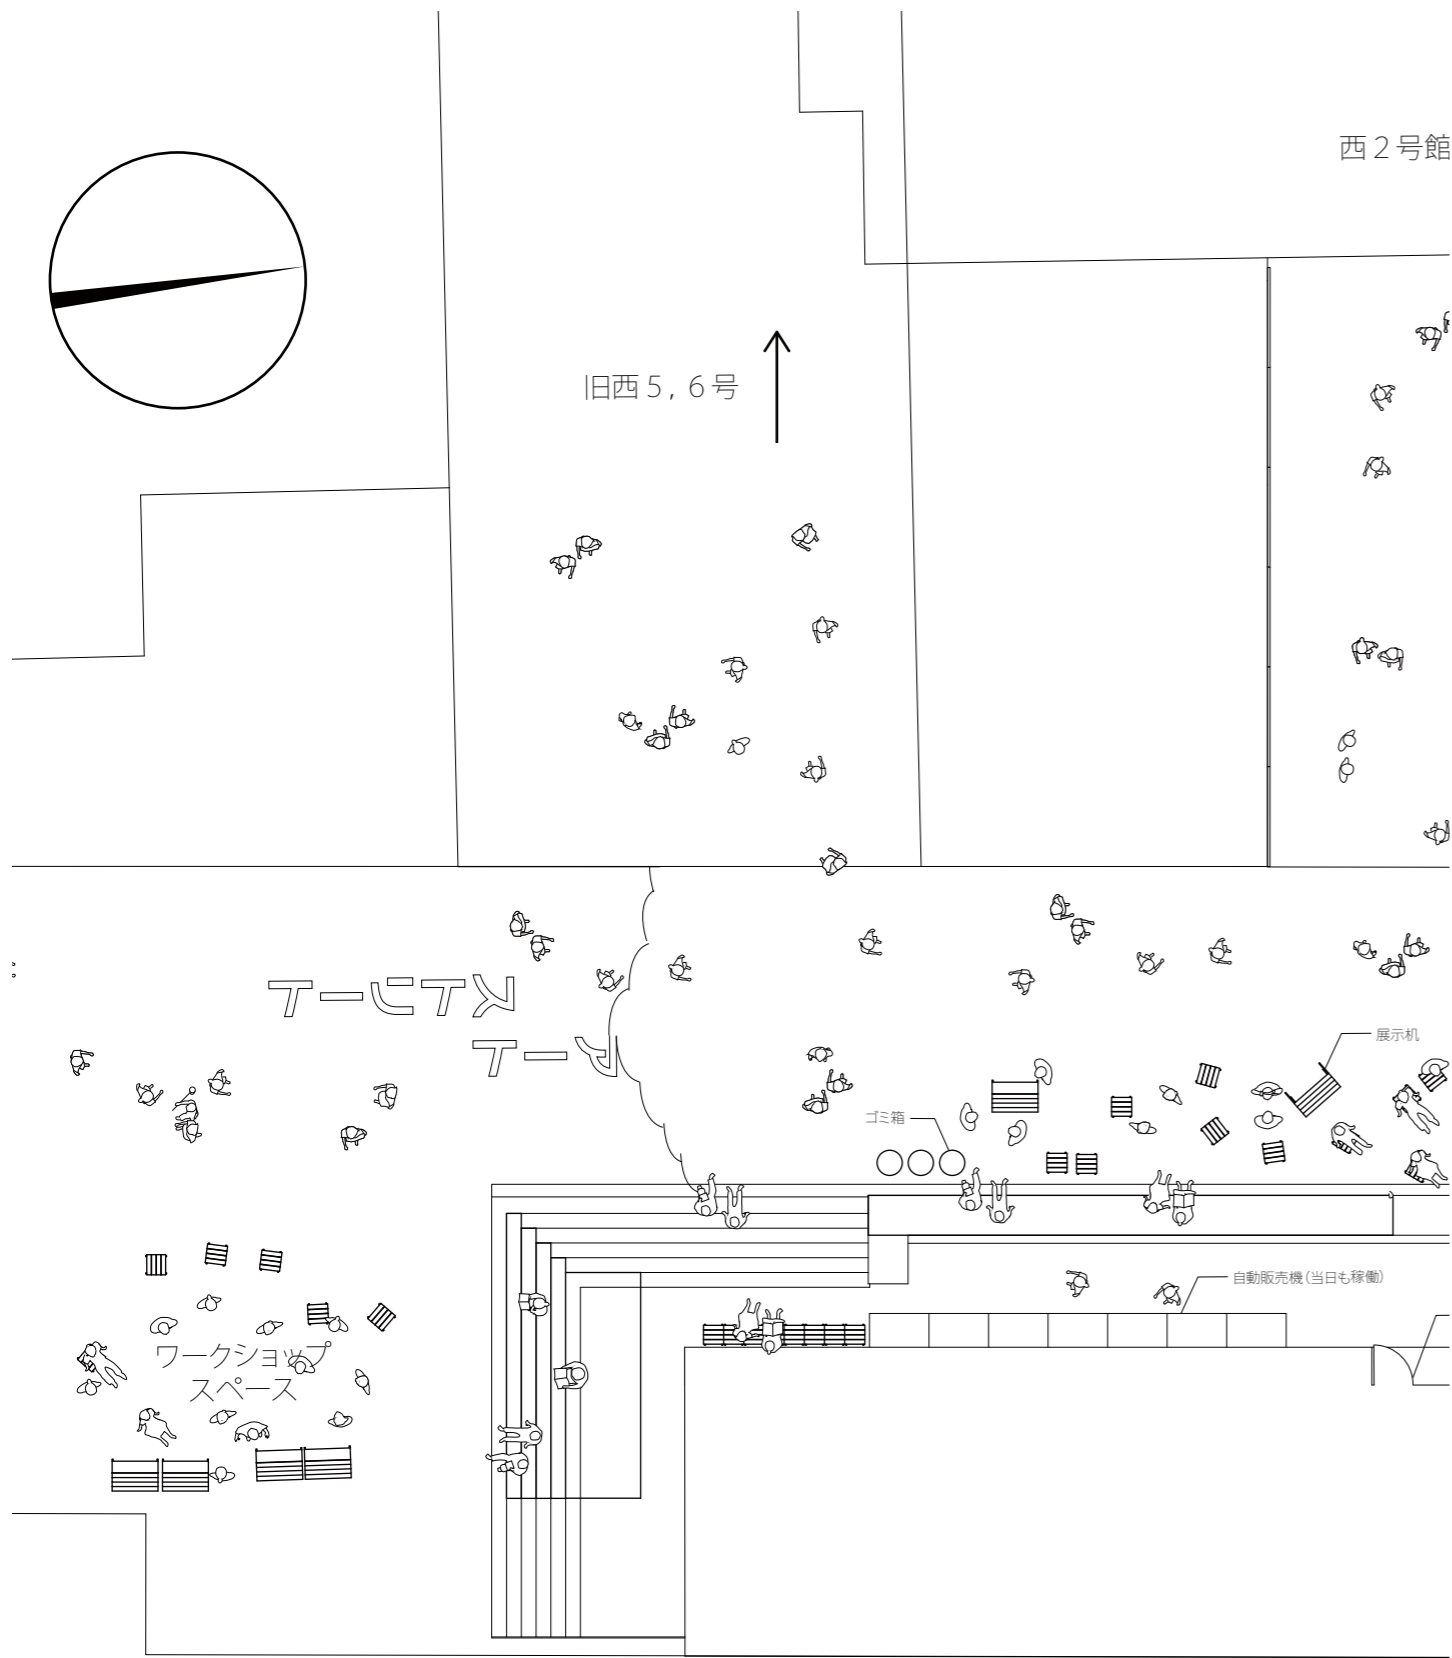 西２号館
旧西５，６号
展示机
ゴミ箱
自動販売機（当日も稼働）
ワークショップ
スペース